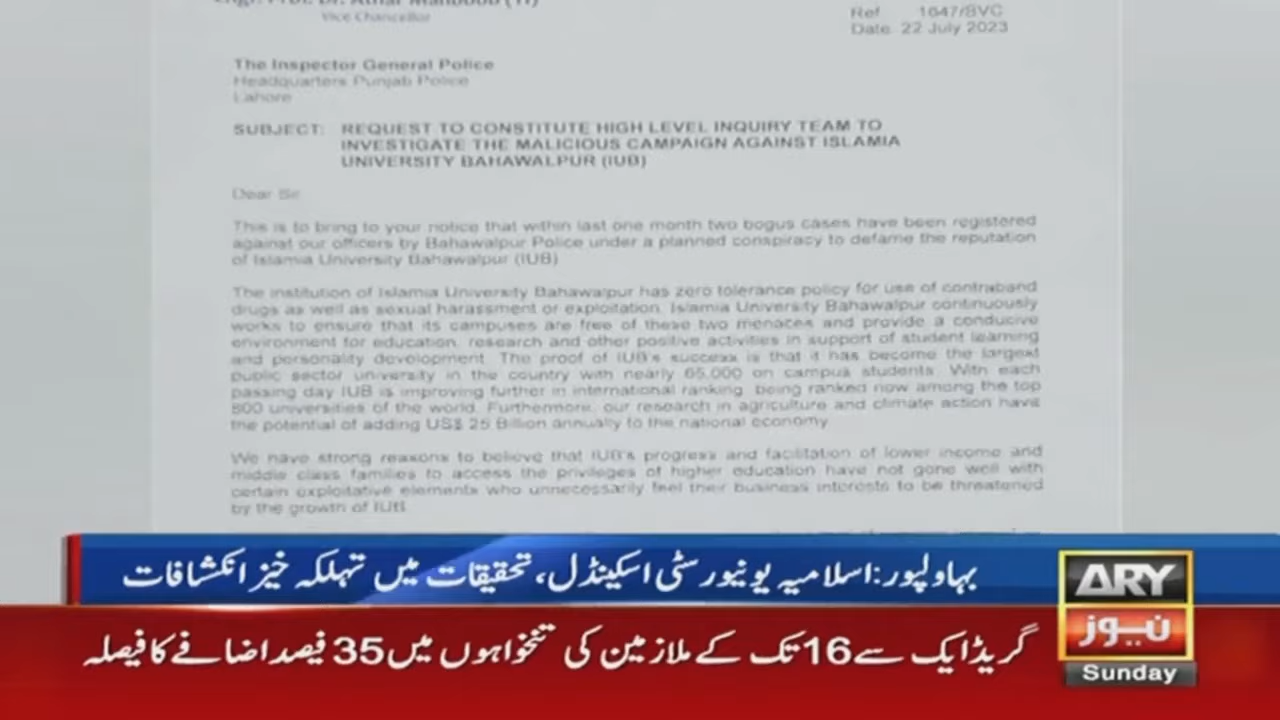 Engr. Prof. Dr. Athar Mahboob (TI)
Vice Chancellor
Ref 1647/SVC
Date. 22 July 2023
The Inspector General Police
Headquarters Punjab Police
Lahore
SUBJECT: REQUEST TO CONSTITUTE HIGH LEVEL INQUIRY TEAM TO
INVESTIGATE THE MALICIOUS CAMPAIGN AGAINST ISLAMIA
UNIVERSITY BAHAWALPUR (IUB)
Dear Sir
This is to bring to your notice that within last one month two bogus cases have been registered
against our officers by Bahawalpur Police under a planned conspiracy to defame the reputation
of Islamia University Bahawalpur (IUB)
The institution of Islamia University Bahawalpur has zero tolerance policy for use of contraband
drugs as well as sexual harassment or exploitation. Islamia University Bahawalpur continuously
works to ensure that its campuses are free of these two menaces and provide a conducive
environment for education, research and other positive activities in support of student learning
and personality development. The proof of IUB's success is that it has become the largest
public sector university in the country with nearly 65,000 on campus students. With each
passing day IUB is improving further in international ranking, being ranked now among the top
800 universities of the world. Furthermore, our research in agriculture and climate action have
the potential of adding US$ 25 Billion annually to the national economy
We have strong reasons to believe that IUB's progress and facilitation of lower income and
middle class families to access the privileges of higher education have not gone well with
certain exploitative elements who unnecessarily feel their business interests to be threatened
by the growth of IUB
بہاولپور:اسلامیہ یونیورسٹی اسکینڈل، تحقیقات میں تہلکہ خیز انکشافات
گریڈ ایک سے 16 تک کے ملازمین کی تنخواہوں میں 35 فیصد اضافے کا فیصلہ
ARY
نیوز
Sunday